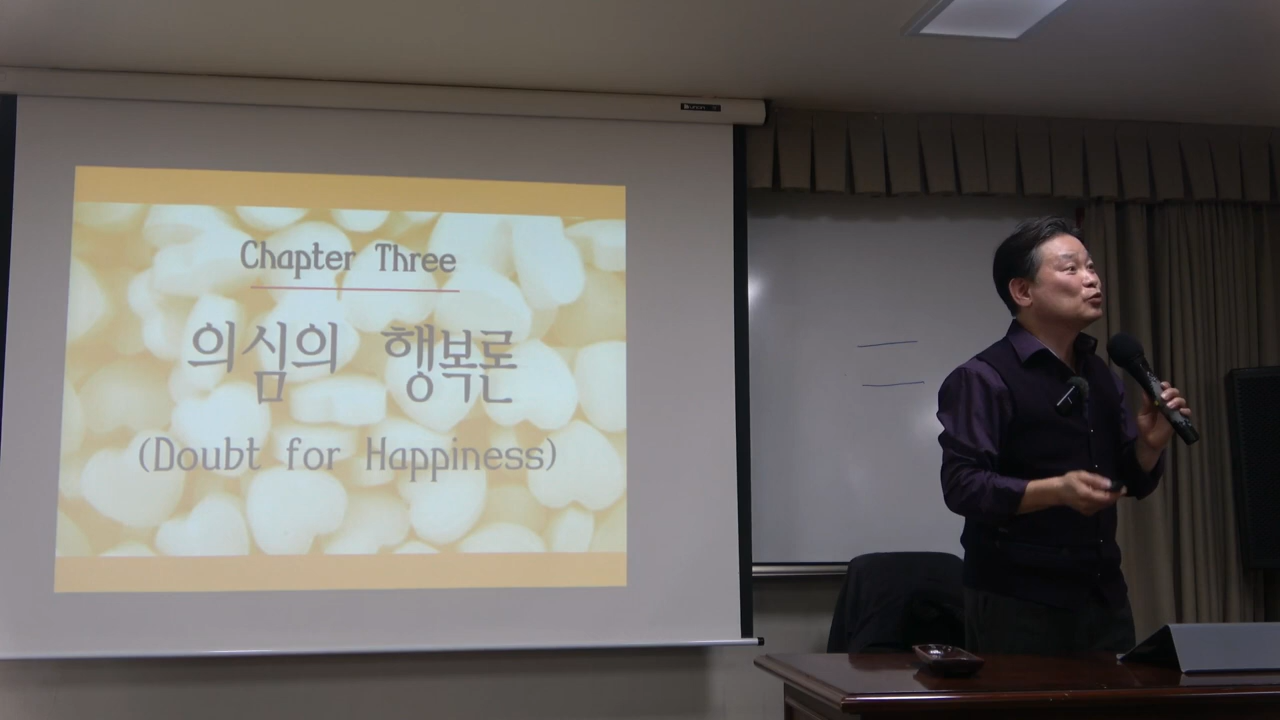 Chapter Three
의심의 행복론
(Doubt for Happiness)